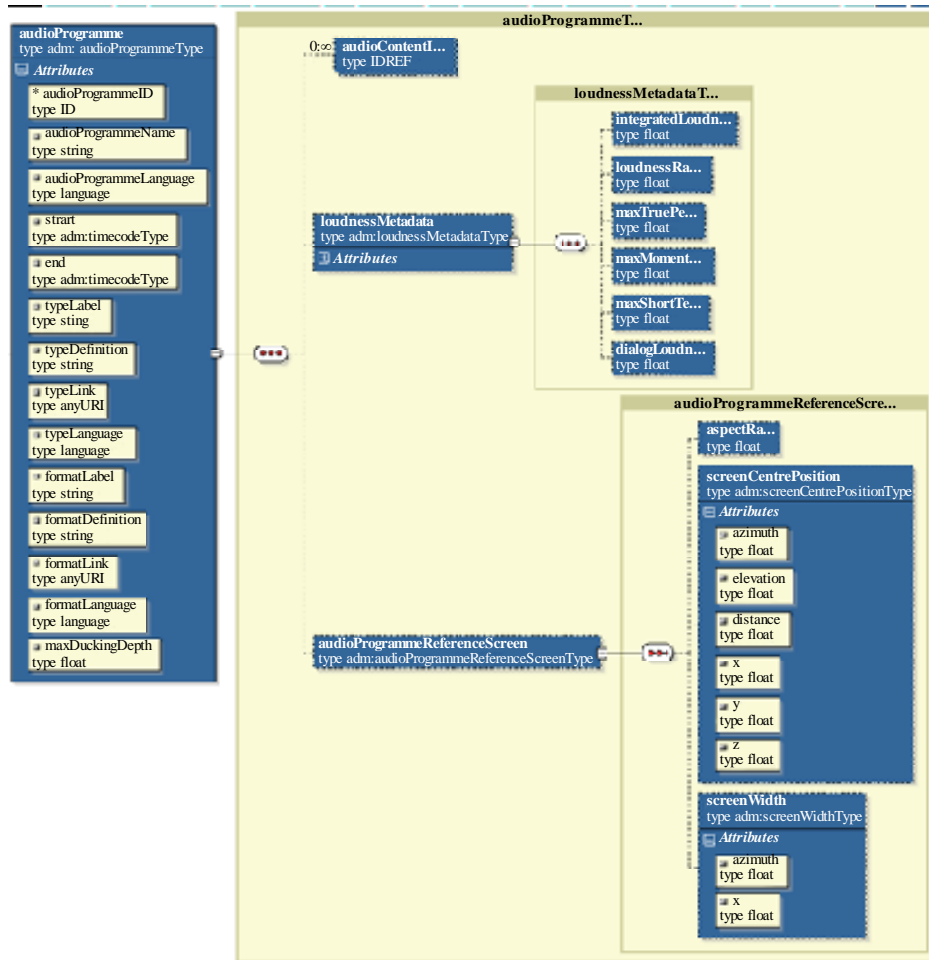 audioProgrammeT...
audioProgramme
type adm: audioProgrammeType
Attributes
* audioProgrammeID
type ID
audioProgrammeName
type string
audioProgrammeLanguage
type language
strart
type adm:timecodeType
end
type adm:timecodeType
typeLabel
type sting
typeDefinition
type string
typeLink
type anyURI
typeLanguage
type language
formatLabel
type string
formatDefinition
type string
formatLink
type anyURI
formatLanguage
type language
maxDuckingDepth
type float
0:∞
audioContentI...
type IDREF
loudnessMetadata
type adm:loudnessMetadataType
Attributes
loudnessMetadataT...
integratedLoudn...
type float
loudnessRa...
type float
maxTruePe...
type float
maxMoment...
type float
maxShortTe...
type float
dialogLoudn...
type float
audioProgrammeReferenceScreen
type adm:audioProgrammeReferenceScreenType
audioProgrammeReferenceScre...
aspectRa...
type float
screenCentrePosition
type adm:screenCentrePositionType
Attributes
azimuth
type float
elevation
type float
distance
type float
x
type float
y
type float
z
type float
screenWidth
type adm:screenWidthType
Attributes
azimuth
type float
x
type float